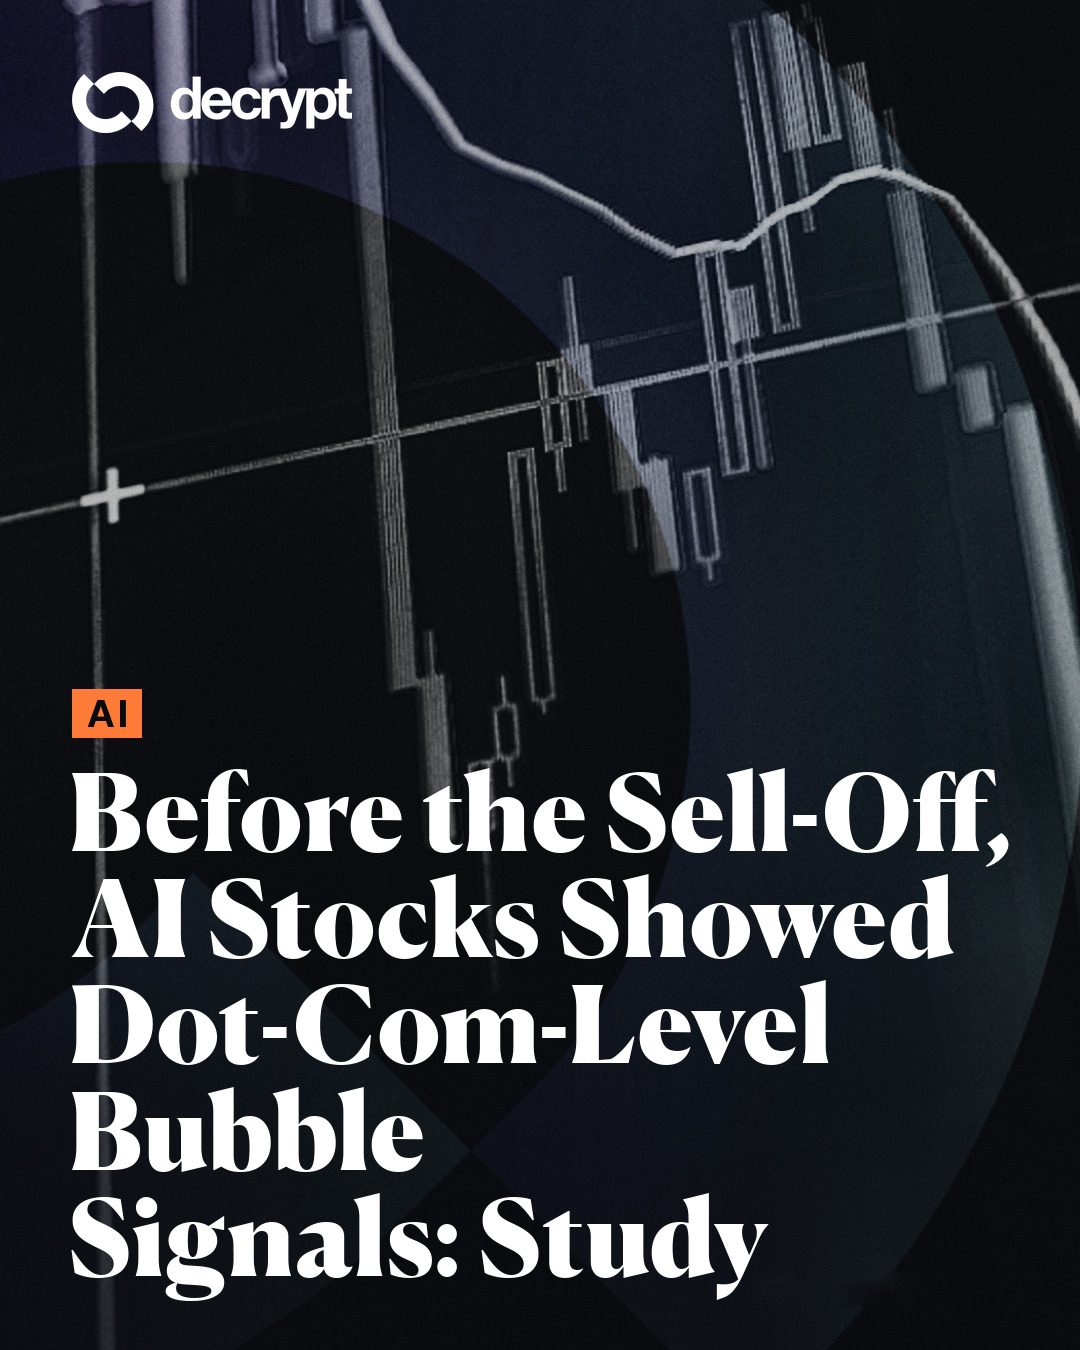 decrypt
AI
Before the Sell-Off,
AI Stocks Showed
Dot-Com-Level
Bubble
Signals: Study